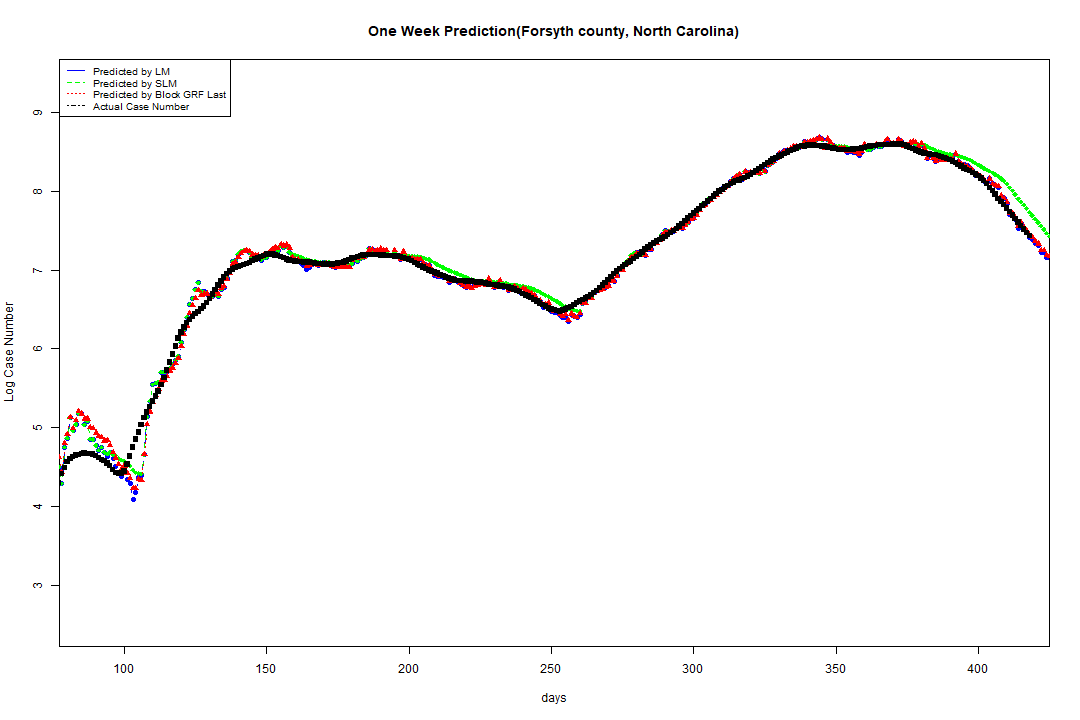 One Week Prediction(Forsyth county, North Carolina)
Predicted by LM
Predicted by SLM
Predicted by Block GRF Last
Actual Case Number
9
8
7
6
5
4
3
Log Case Number
100 150 200 250 300 350 400
days